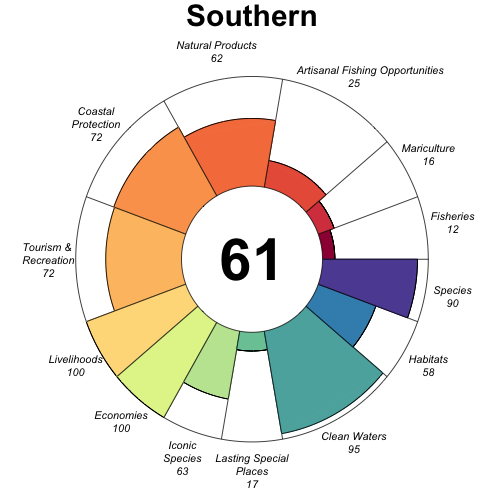 Southern
Natural Products
62
Artisanal Fishing Opportunities
25
Coastal
Protection
72
Mariculture
16
Fisheries
12
Tourism &
Recreation
72
61
Species
90
Livelihoods
100
Habitats
58
Economies
100
Clean Waters
95
Iconic
Species
63
Lasting Special
Places
17